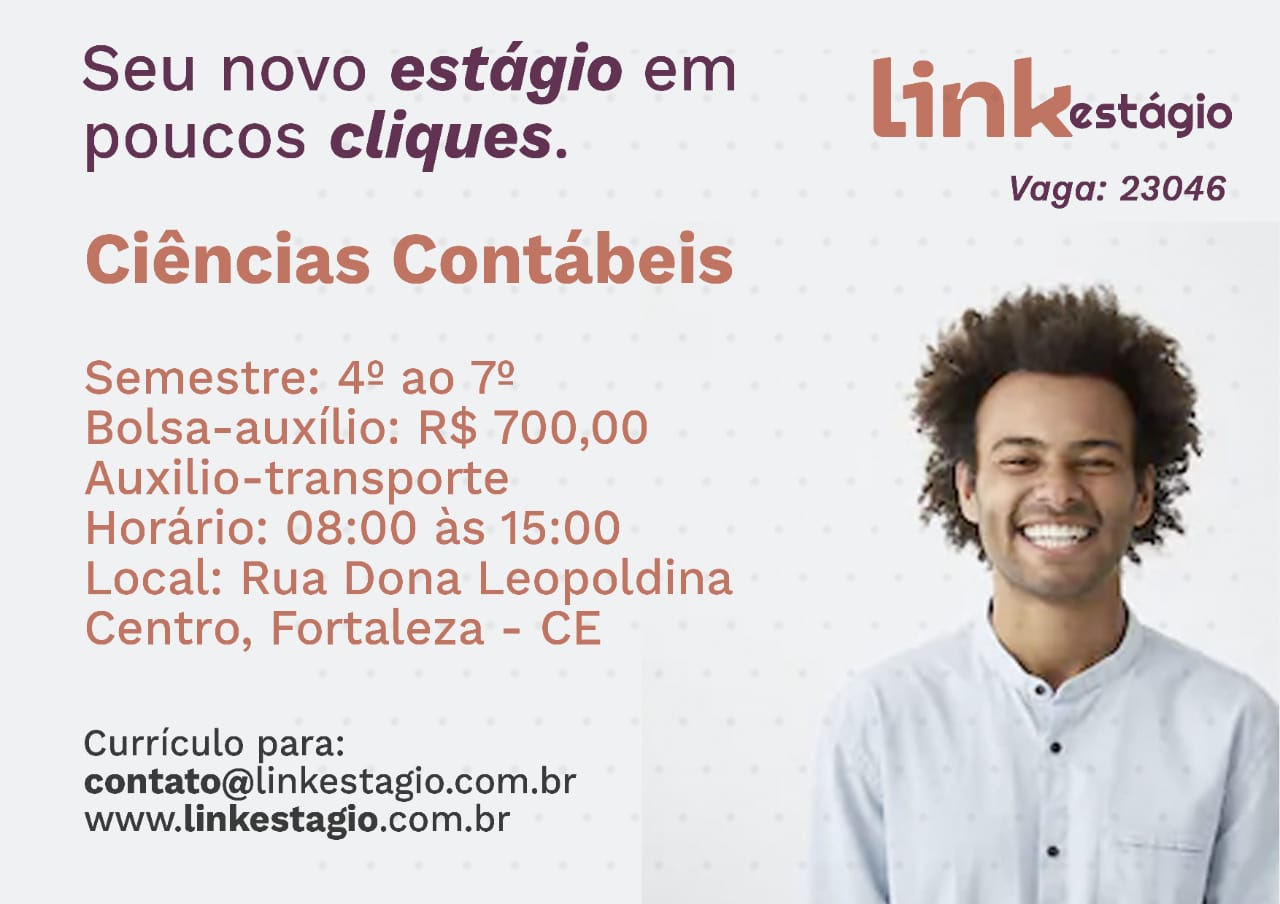 Seu novo estágio em
poucos cliques.
linkestágio
Vaga: 23046
Ciências Contábeis
Semestre: 4º ao 7º
Bolsa-auxílio: R$ 700,00
Auxilio-transporte
Horário: 08:00 às 15:00
Local: Rua Dona Leopoldina
Centro, Fortaleza - CE
Currículo para:
contato@linkestagio.com.br
www.linkestagio.com.br